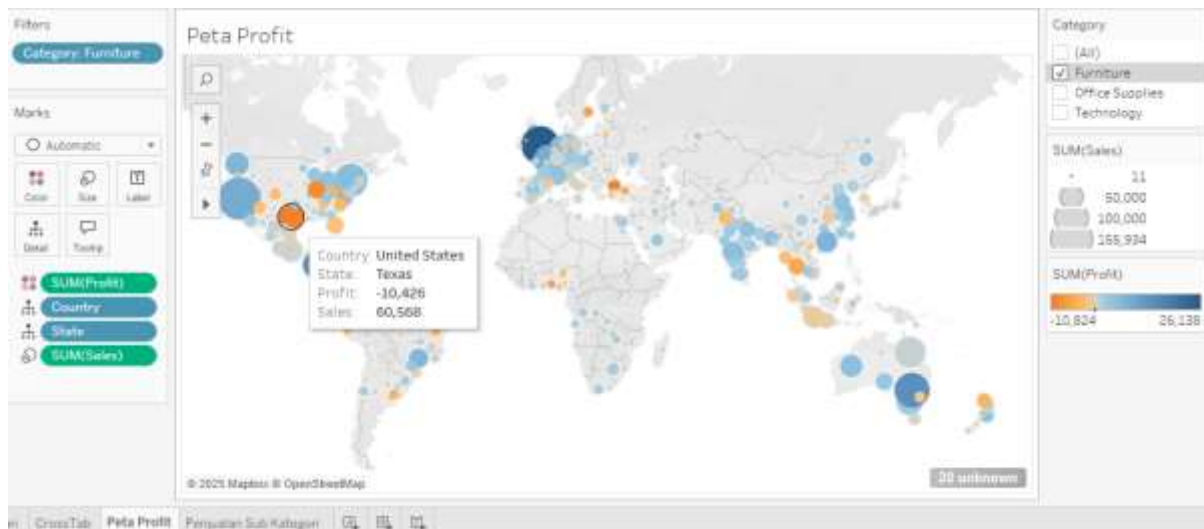 Filters
Category: Furniture
Marks
Automatic
Color
Size
Label
Detail
Tooltip
SUM(Profit)
Country
State
SUM(Sales)
Peta Profit
Country: United States
State: Texas
Profit: -10,426
Sales: 60,568
© 2025 Mapbox © OpenStreetMap
38 unknown
Category
(All)
Furniture
Office Supplies
Technology
SUM(Sales)
11
50,000
100,000
155,934
SUM(Profit)
-10,824 26,138
CrossTab Peta Profit Penjualan Sub Kategori